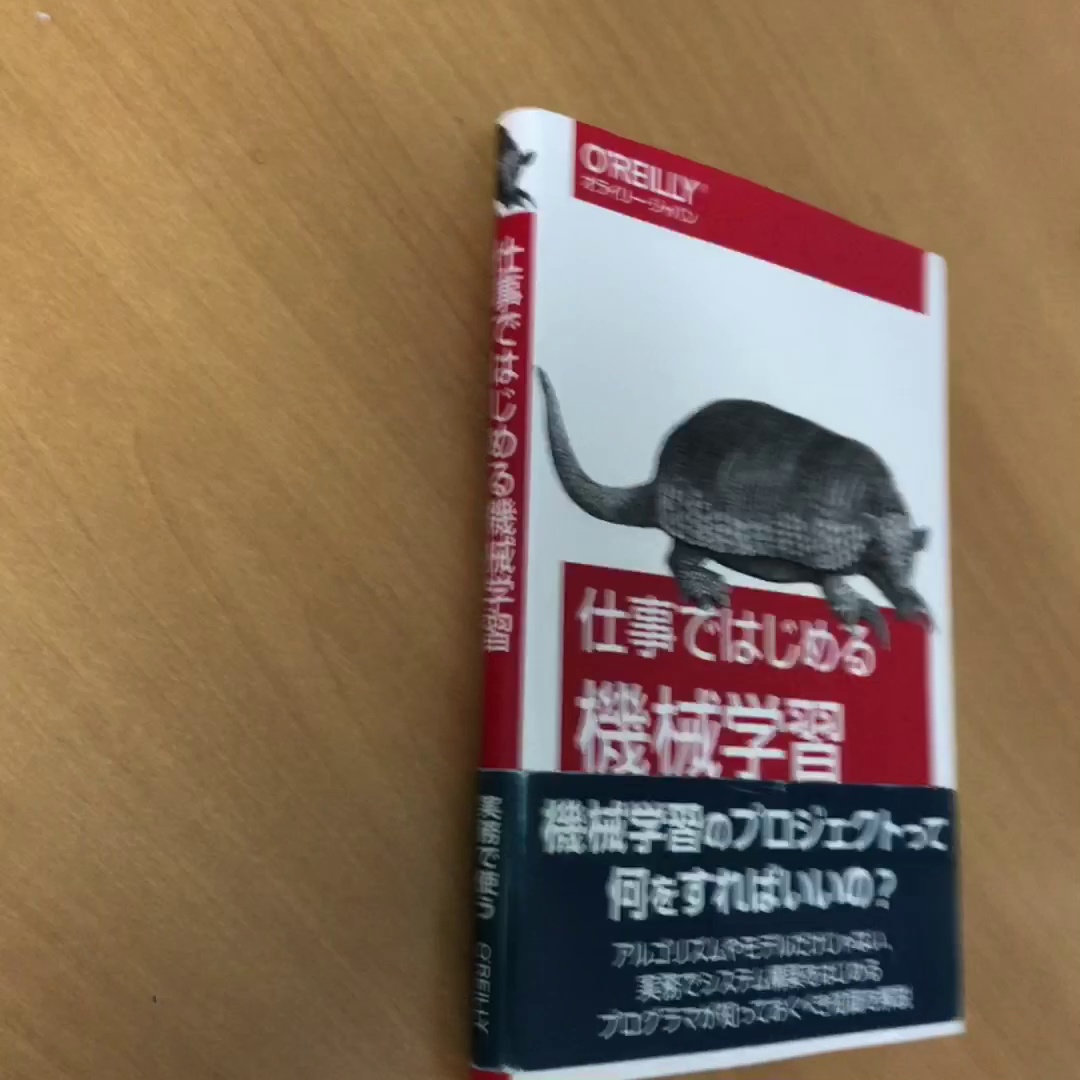 O'REILLY
オライリー・ジャパン
仕事ではじめる機械学習
仕事ではじめる
機械学習
機械学習のプロジェクトって
何をすればいいの?
アルゴリズムやモデルだけじゃない、
実務でシステム構築をはじめる
プログラマが知っておくべき知識を解説!
実務で使う
O'REILLY